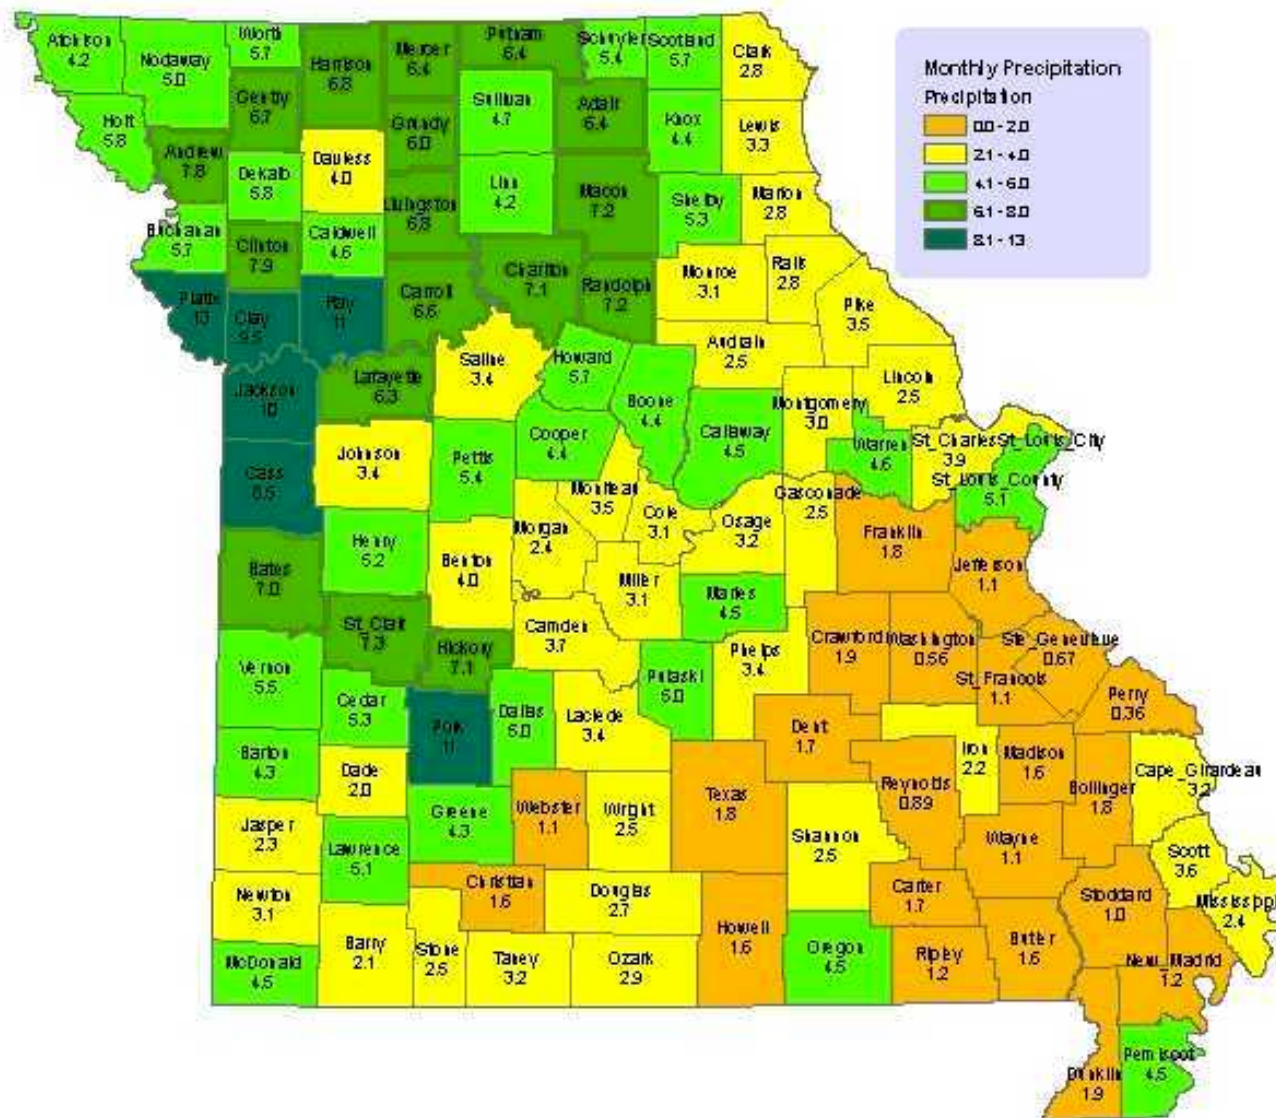 Monthly Precipitation
Precipitation
0.0 - 2.0
2.1 - 4.0
4.1 - 6.0
6.1 - 8.0
8.1 - 13
Atchison
4.2
Nodaway
5.0
Worth
5.7
Harrison
6.8
Mercer
6.4
Putnam
6.4
Schuyler
5.4
Scotland
5.7
Clark
2.8
Holt
5.8
Gentry
6.7
Grundy
6.0
Sullivan
4.7
Adair
6.4
Knox
4.4
Lewis
3.3
Andrew
7.8
Dekalb
5.8
Daviess
4.0
Livingston
6.8
Linn
4.2
Macon
7.2
Shelby
5.3
Marion
2.8
Buchanan
5.7
Clinton
7.9
Caldwell
4.6
Chariton
7.1
Randolph
7.2
Monroe
3.1
Ralls
2.8
Pike
3.5
Platte
13
Clay
9.5
Ray
11
Carroll
6.6
Audrain
2.5
Saline
3.4
Howard
5.7
Boone
4.4
Lincoln
2.5
Jackson
10
Lafayette
6.3
Cooper
4.4
Callaway
4.5
Montgomery
3.0
Warren
4.6
St_Charles
3.9
St_Louis_City
St_Louis_County
5.1
Cass
8.5
Johnson
3.4
Pettis
5.4
Moniteau
3.5
Cole
3.1
Osage
3.2
Gasconade
2.5
Franklin
1.8
Jefferson
1.1
Bates
7.0
Henry
5.2
Benton
4.0
Morgan
2.4
Miller
3.1
Maries
4.5
St_Clair
7.3
Hickory
7.1
Camden
3.7
Pulaski
5.0
Phelps
3.4
Crawford
1.9
Washington
0.56
Ste_Genevieve
0.67
St_Francois
1.1
Perry
0.36
Vernon
5.5
Cedar
5.3
Polk
11
Dallas
5.0
Laclede
3.4
Dent
1.7
Iron
2.2
Madison
1.6
Bollinger
1.8
Cape_Girardeau
3.2
Barton
4.3
Dade
2.0
Greene
4.3
Webster
1.1
Wright
2.5
Texas
1.8
Shannon
2.5
Reynolds
0.89
Wayne
1.1
Scott
3.6
Jasper
2.3
Lawrence
5.1
Christian
1.6
Douglas
2.7
Carter
1.7
Stoddard
1.0
Mississippi
2.4
Newton
3.1
Barry
2.1
Stone
2.5
Taney
3.2
Ozark
2.9
Howell
1.6
Oregon
4.5
Ripley
1.2
Butler
1.6
New_Madrid
1.2
McDonald
4.5
Dunklin
1.9
Pemiscot
4.5